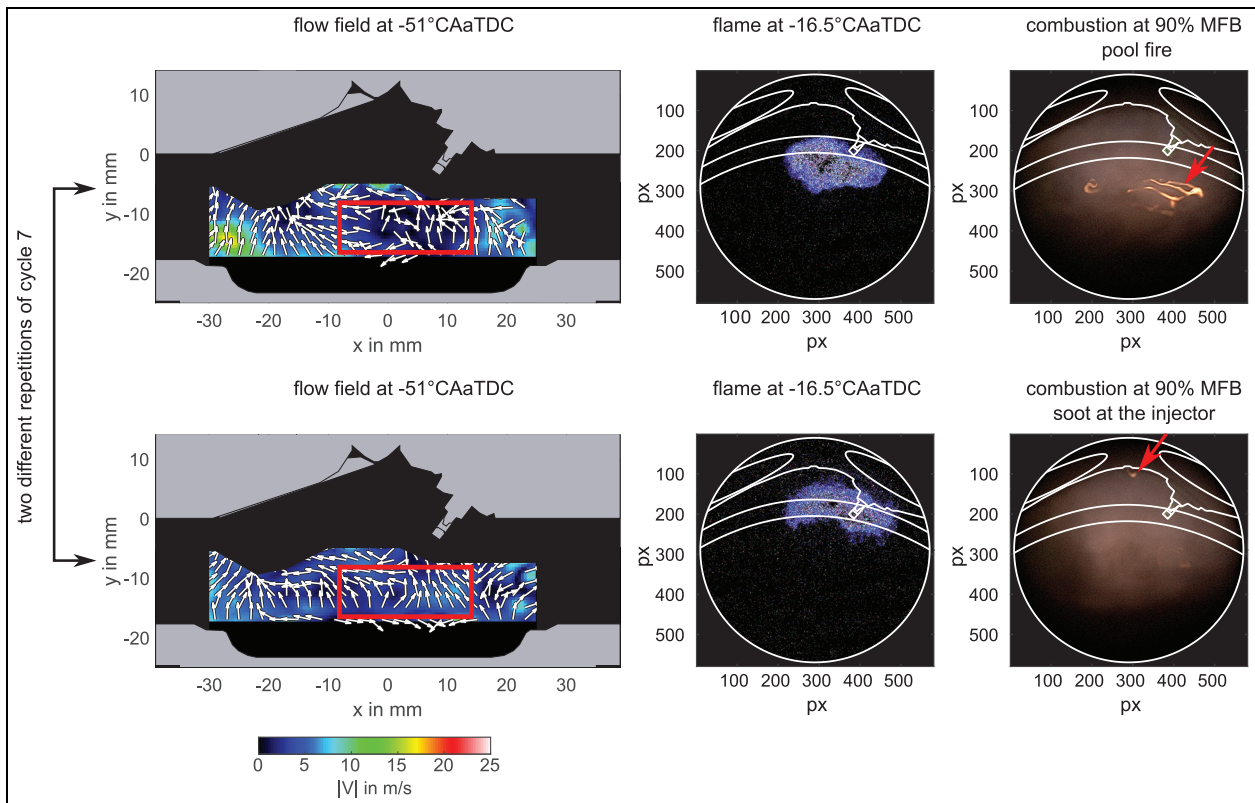 flow field at -51°CAaTDC
flame at -16.5°CAaTDC
combustion at 90% MFB
pool fire
10
0
-10
-20
y in mm
-30 -20 -10 0 10 20 30
x in mm
100
200
300
400
500
px
100 200 300 400 500
px
100
200
300
400
500
px
100 200 300 400 500
px
two different repetitions of cycle 7
flow field at -51°CAaTDC
flame at -16.5°CAaTDC
combustion at 90% MFB
soot at the injector
10
0
-10
-20
y in mm
-30 -20 -10 0 10 20 30
x in mm
100
200
300
400
500
px
100 200 300 400 500
px
100
200
300
400
500
px
100 200 300 400 500
px
0 5 10 15 20 25
|V| in m/s